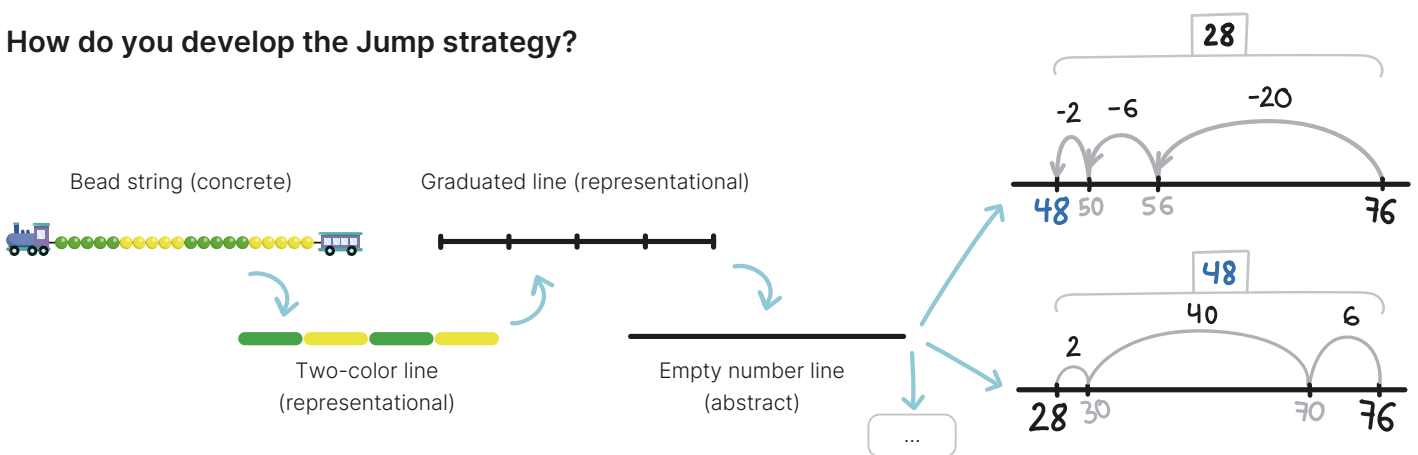 How do you develop the Jump strategy?
Bead string (concrete)
Two-color line
(representational)
Graduated line (representational)
Empty number line
(abstract)
...
28
-2 -6 -20
48 50 56 76
48
2 40 6
28 30 70 76